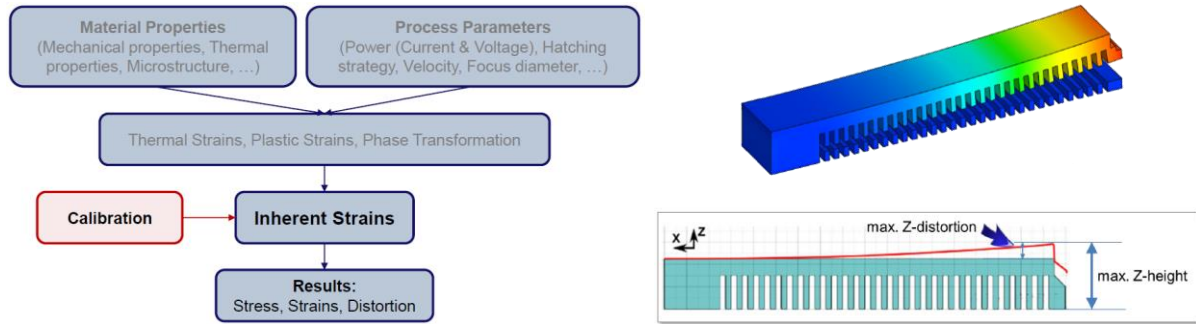 Material Properties
(Mechanical properties, Thermal
properties, Microstructure, …)
Process Parameters
(Power (Current & Voltage), Hatching
strategy, Velocity, Focus diameter, …)
Thermal Strains, Plastic Strains, Phase Transformation
Calibration
Inherent Strains
Results:
Stress, Strains, Distortion
X
Z
max. Z-distortion
max. Z-height